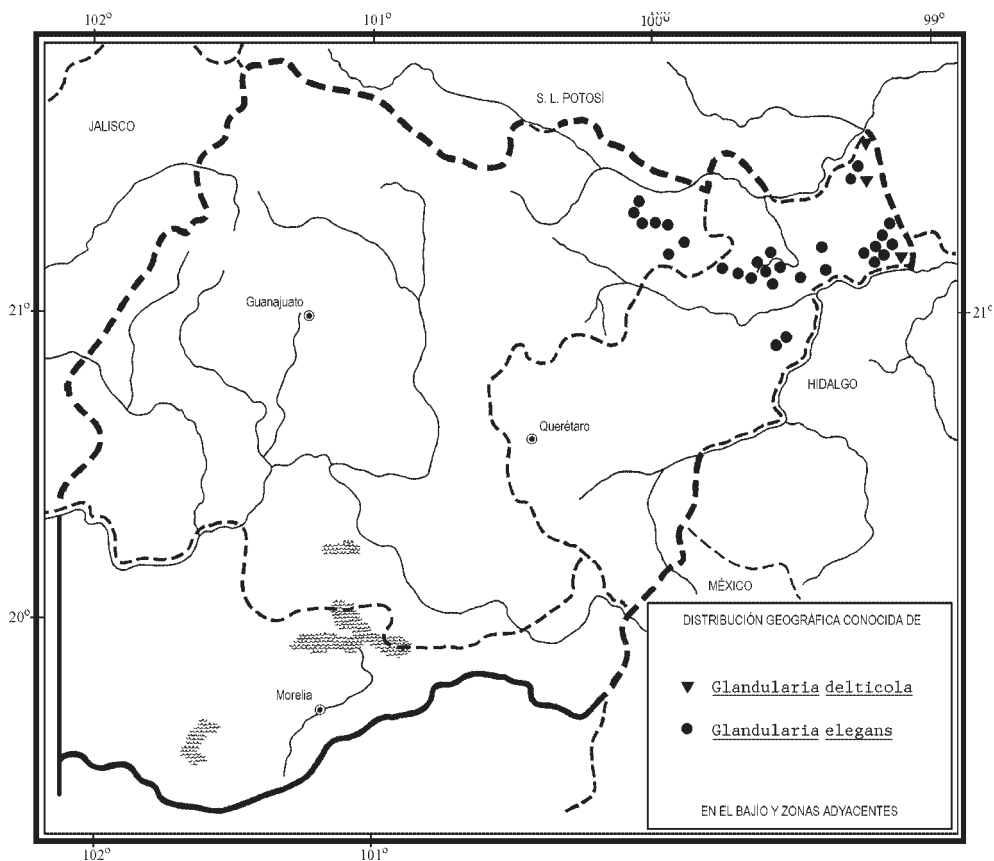 102° 101° 100° 99°
S. L. POTOSÍ
JALISCO
Guanajuato
21° 21°
HIDALGO
Querétaro
MÉXICO
20°
DISTRIBUCIÓN GEOGRÁFICA CONOCIDA DE
Glandularia delticola
Morelia
Glandularia elegans
EN EL BAJÍO Y ZONAS ADYACENTES
102° 101°